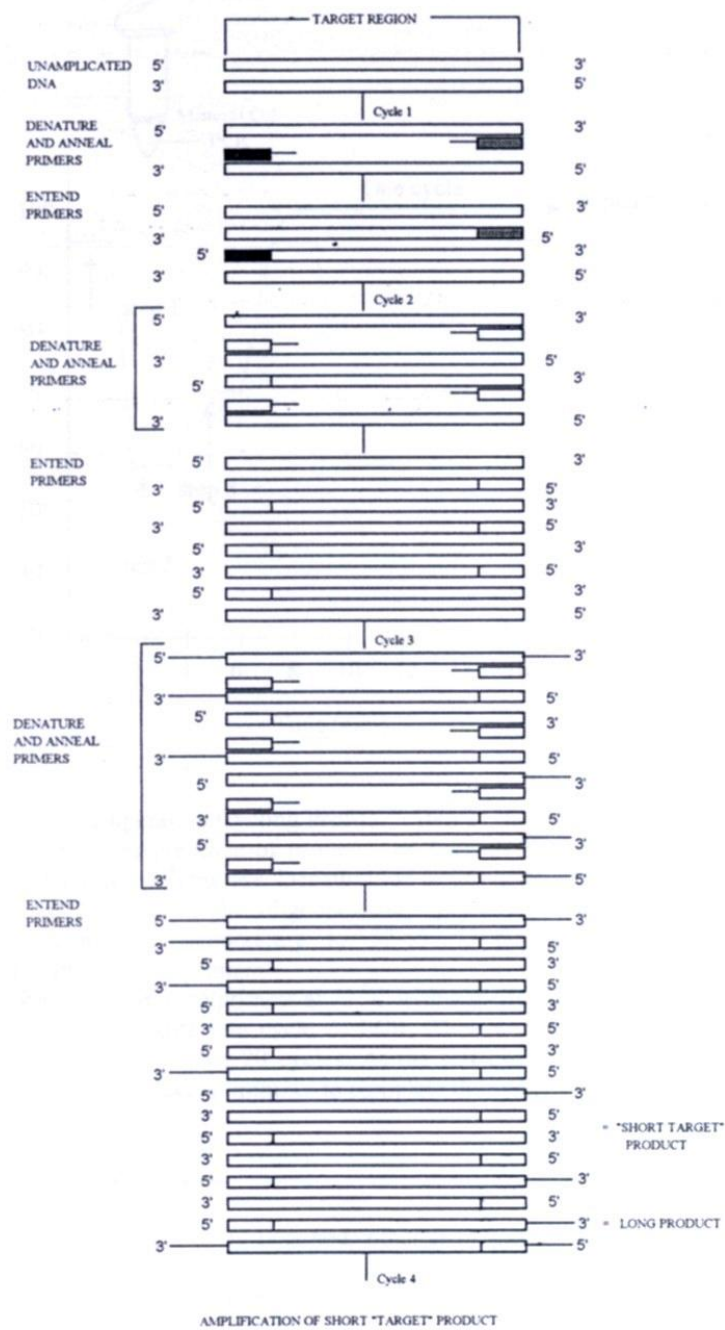 TARGET REGION
UNAMPLICATED 5' 3'
DNA 3' 5'
Cycle 1
DENATURE 5' 3'
AND ANNEAL
PRIMERS 3' 5'
ENTEND
PRIMERS 5' 3'
3' 5'
5' 3'
3' 5'
Cycle 2
5' 3'
DENATURE
AND ANNEAL 3' 5'
PRIMERS 5' 3'
3' 5'
ENTEND 5' 3'
PRIMERS 3' 5'
5' 3'
3' 5'
5' 3'
3' 5'
5' 3'
3' 5'
Cycle 3
5' 3'
3' 5'
DENATURE 5' 3'
AND ANNEAL
PRIMERS 3' 5'
5' 3'
3' 5'
5' 3'
3' 5'
ENTEND
PRIMERS 5' 3'
3' 5'
5' 3'
3' 5'
5' 3'
3' 5'
5' 3'
3' 5'
5' 3'
3' 5'
5' 3' = "SHORT TARGET"
PRODUCT
3' 5'
5' 3'
3' 5'
5' 3' = LONG PRODUCT
3' 5'
Cycle 4
AMPLIFICATION OF SHORT "TARGET" PRODUCT